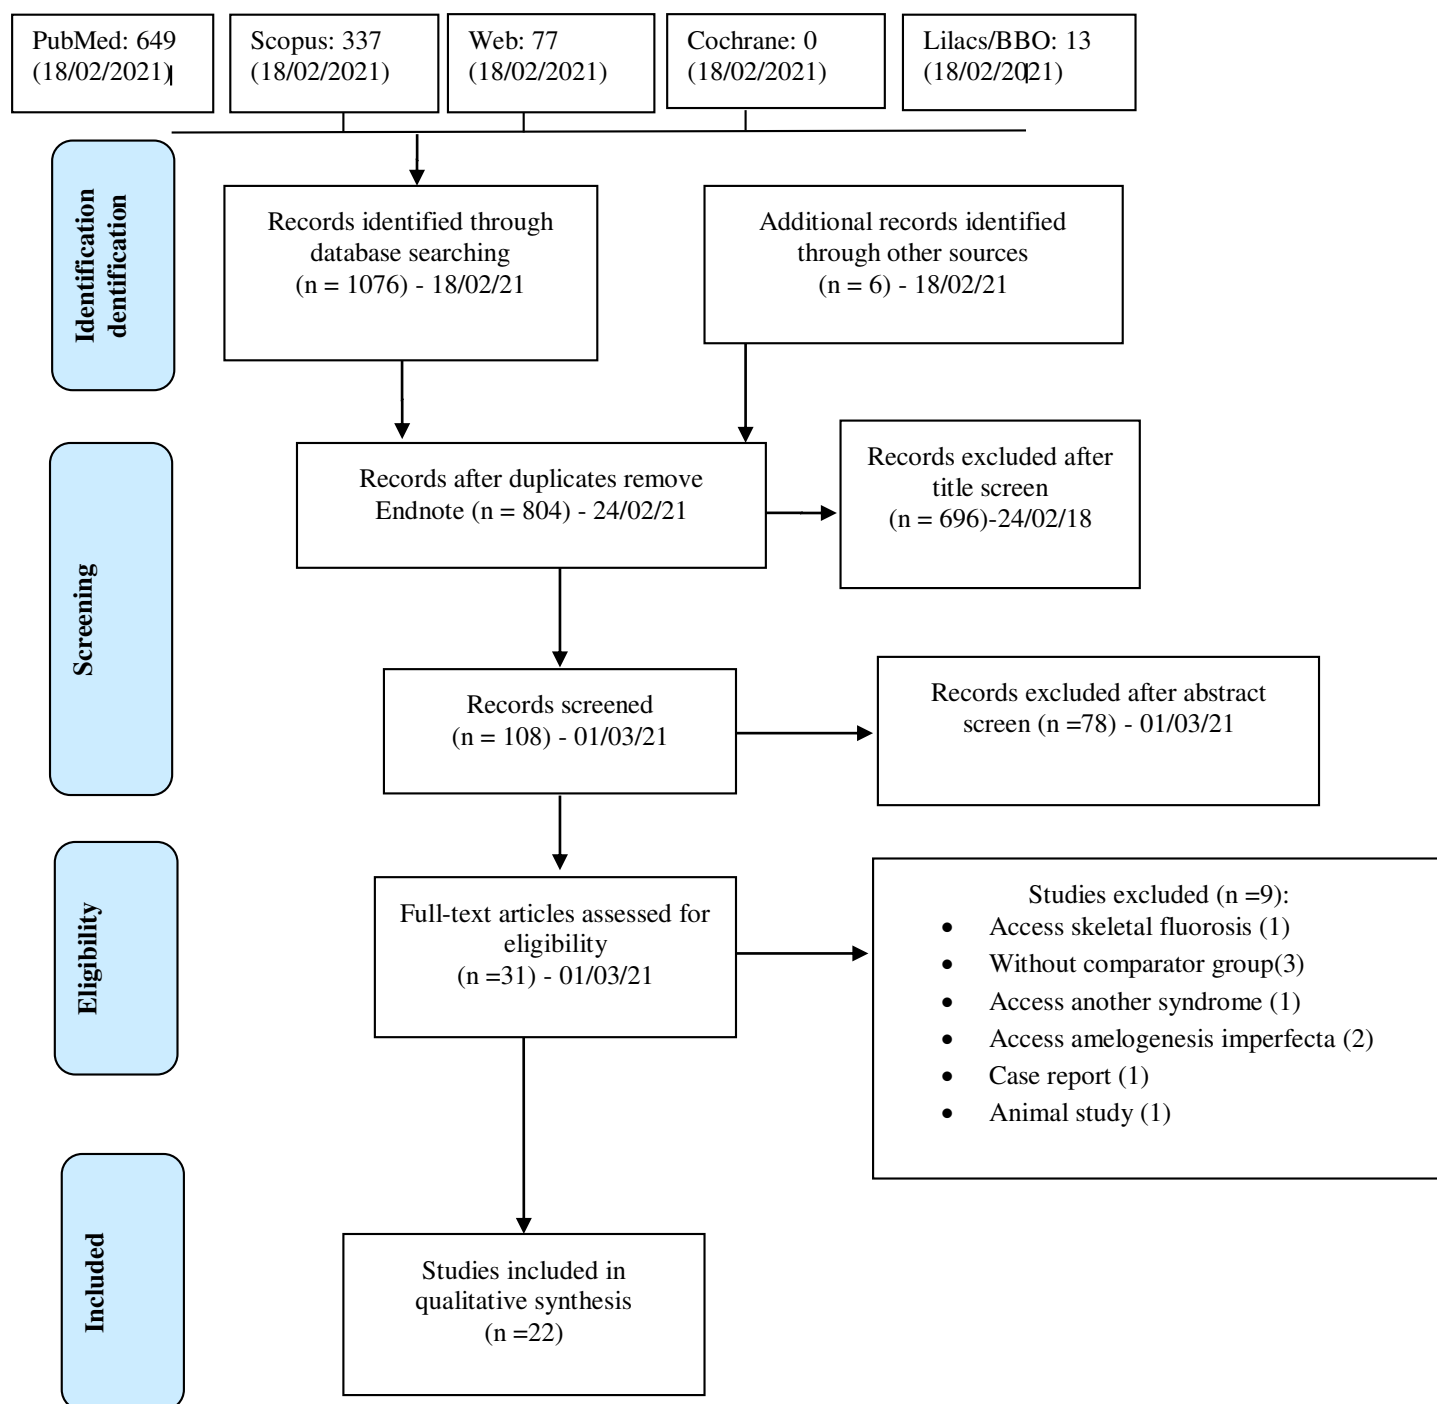 PubMed: 649
(18/02/2021)
Scopus: 337
(18/02/2021)
Web: 77
(18/02/2021)
Cochrane: 0
(18/02/2021)
Lilacs/BBO: 13
(18/02/2021)
Identification
dentification
Records identified through
database searching
(n = 1076) - 18/02/21
Additional records identified
through other sources
(n = 6) - 18/02/21
Screening
Records after duplicates remove
Endnote (n = 804) - 24/02/21
Records excluded after
title screen
(n = 696)-24/02/18
Records screened
(n = 108) - 01/03/21
Records excluded after abstract
screen (n =78) - 01/03/21
Eligibility
Full-text articles assessed for
eligibility
(n =31) - 01/03/21
Studies excluded (n =9):
• Access skeletal fluorosis (1)
• Without comparator group(3)
• Access another syndrome (1)
• Access amelogenesis imperfecta (2)
• Case report (1)
• Animal study (1)
Included
Studies included in
qualitative synthesis
(n =22)